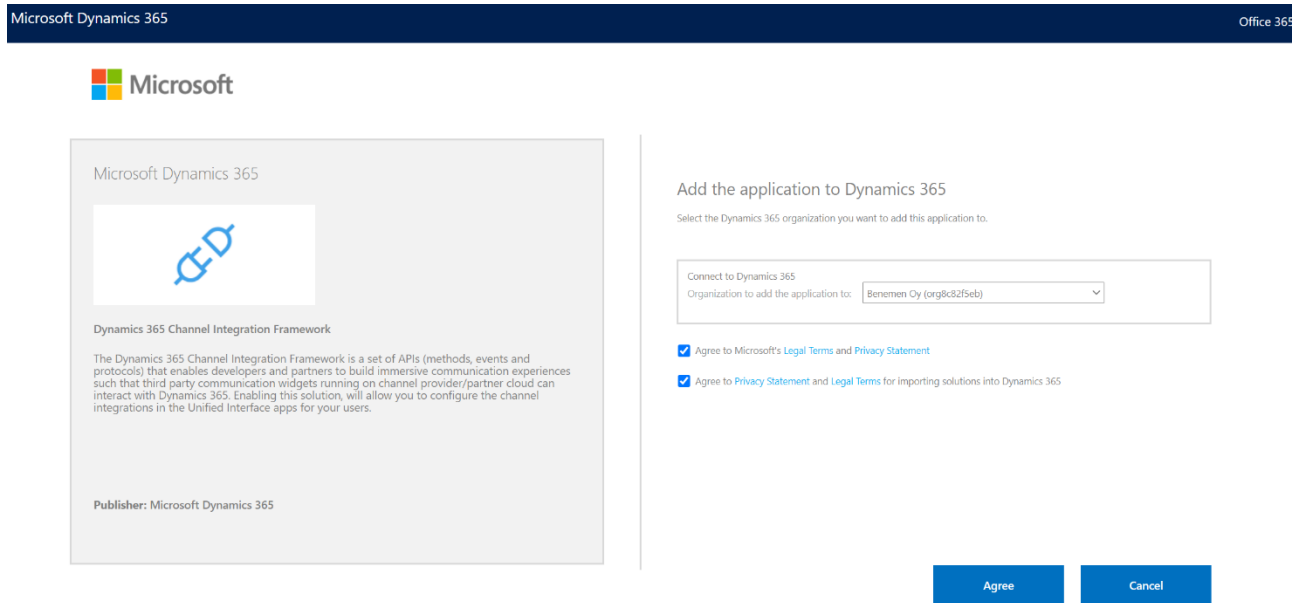 Microsoft Dynamics 365
Office 365
Microsoft
Microsoft Dynamics 365
Dynamics 365 Channel Integration Framework
The Dynamics 365 Channel Integration Framework is a set of APIs (methods, events and
protocols) that enables developers and partners to build immersive communication experiences
such that third party communication widgets running on channel provider/partner cloud can
interact with Dynamics 365. Enabling this solution, will allow you to configure the channel
integrations in the Unified Interface apps for your users.
Publisher: Microsoft Dynamics 365
Add the application to Dynamics 365
Select the Dynamics 365 organization you want to add this application to.
Connect to Dynamics 365
Organization to add the application to: Benemen Oy (org8c82f5eb)
Agree to Microsoft's Legal Terms and Privacy Statement
Agree to Privacy Statement and Legal Terms for importing solutions into Dynamics 365
Agree Cancel